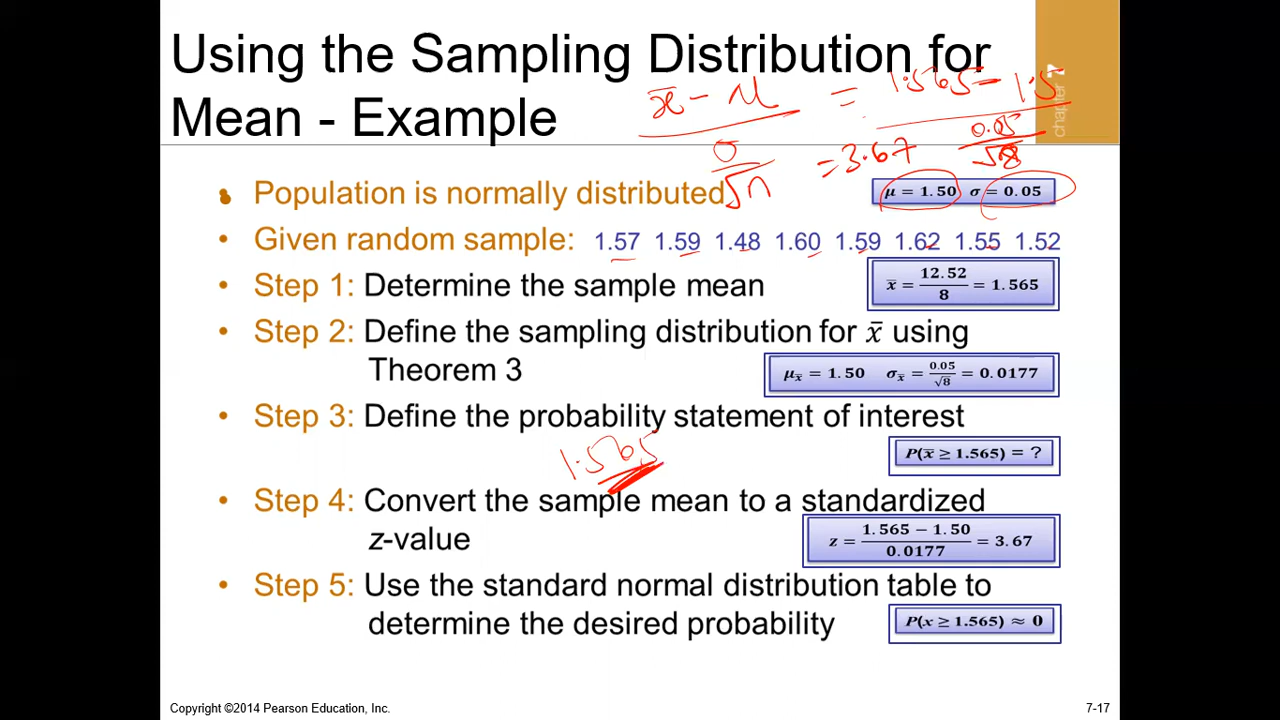 Using the Sampling Distribution for
Mean - Example
x̄ - μ / σ/√n = 1.565 - 1.5 / 0.05/√8
= 3.67
chapter 7
• Population is normally distributed
μ = 1.50 σ = 0.05
• Given random sample: 1.57 1.59 1.48 1.60 1.59 1.62 1.55 1.52
• Step 1: Determine the sample mean
x̄ = 12.52 / 8 = 1.565
• Step 2: Define the sampling distribution for x̄ using
Theorem 3
μx̄ = 1.50 σx̄ = 0.05/√8 = 0.0177
• Step 3: Define the probability statement of interest
1.565
P(x̄ ≥ 1.565) = ?
• Step 4: Convert the sample mean to a standardized
z-value
z = 1.565 − 1.50 / 0.0177 = 3.67
• Step 5: Use the standard normal distribution table to
determine the desired probability
P(x ≥ 1.565) ≈ 0
Copyright ©2014 Pearson Education, Inc.
7-17